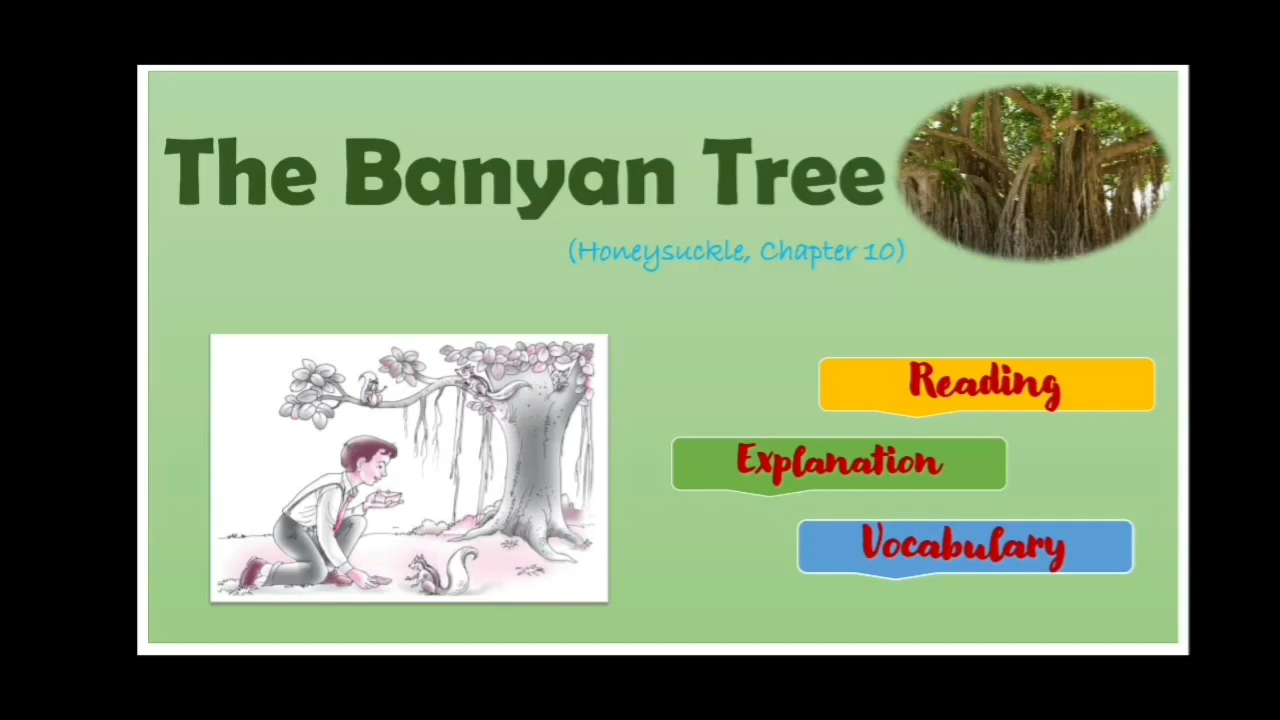 The Banyan Tree
(Honeysuckle, Chapter 10)
Reading
Explanation
Vocabulary